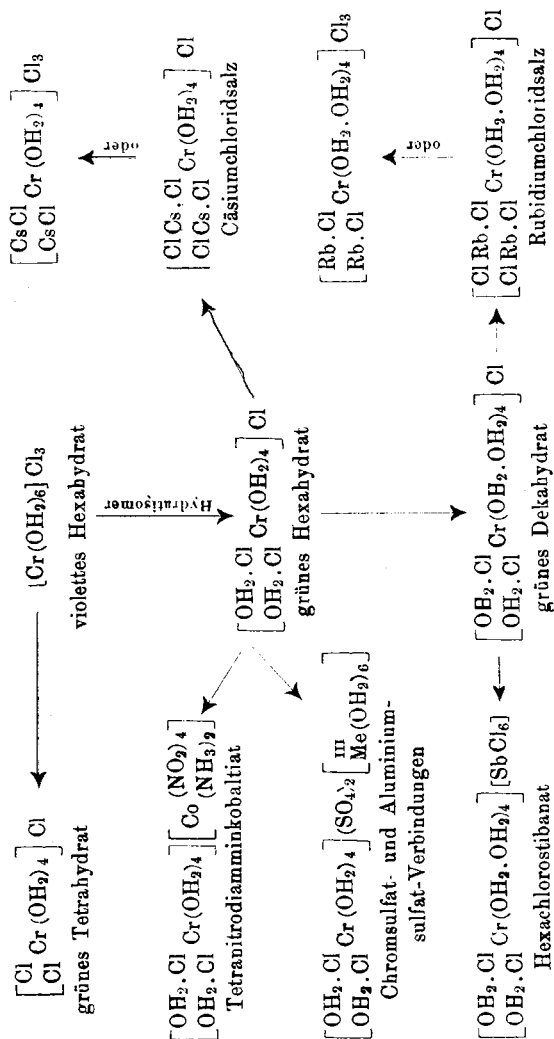 [Cl
Cl Cr(OH₂)₄] Cl
grünes Tetrahydrat
[Cr(OH₂)₆] Cl₃
violettes Hexahydrat
[CsCl
CsCl Cr(OH₂)₄] Cl₃
Hydratisomer
oder
[OH₂.Cl
OH₂.Cl Cr(OH₂)₄] [Co (NO₂)₄
(NH₃)₂]
Tetranitrodiamminkobaltiat
[OH₂.Cl
OH₂.Cl Cr(OH₂)₄] Cl
grünes Hexahydrat
[ClCs.Cl
ClCs.Cl Cr(OH₂)₄] Cl
Cäsiumchloridsalz
[OH₂.Cl
OH₂.Cl Cr(OH₂)₄] (SO₄)₂ [III
Me(OH₂)₆]
Chromsulfat- und Aluminium-
sulfat-Verbindungen
[Rb.Cl
Rb.Cl Cr(OH₂.OH₂)₄] Cl₃
oder
[OH₂.Cl
OH₂.Cl Cr(OH₂.OH₂)₄] [SbCl₆]
Hexachlorostibanat
[OH₂.Cl
OH₂.Cl Cr(OH₂.OH₂)₄] Cl
grünes Dekahydrat
[ClRb.Cl
ClRb.Cl Cr(OH₂.OH₂)₄] Cl
Rubidiumchloridsalz